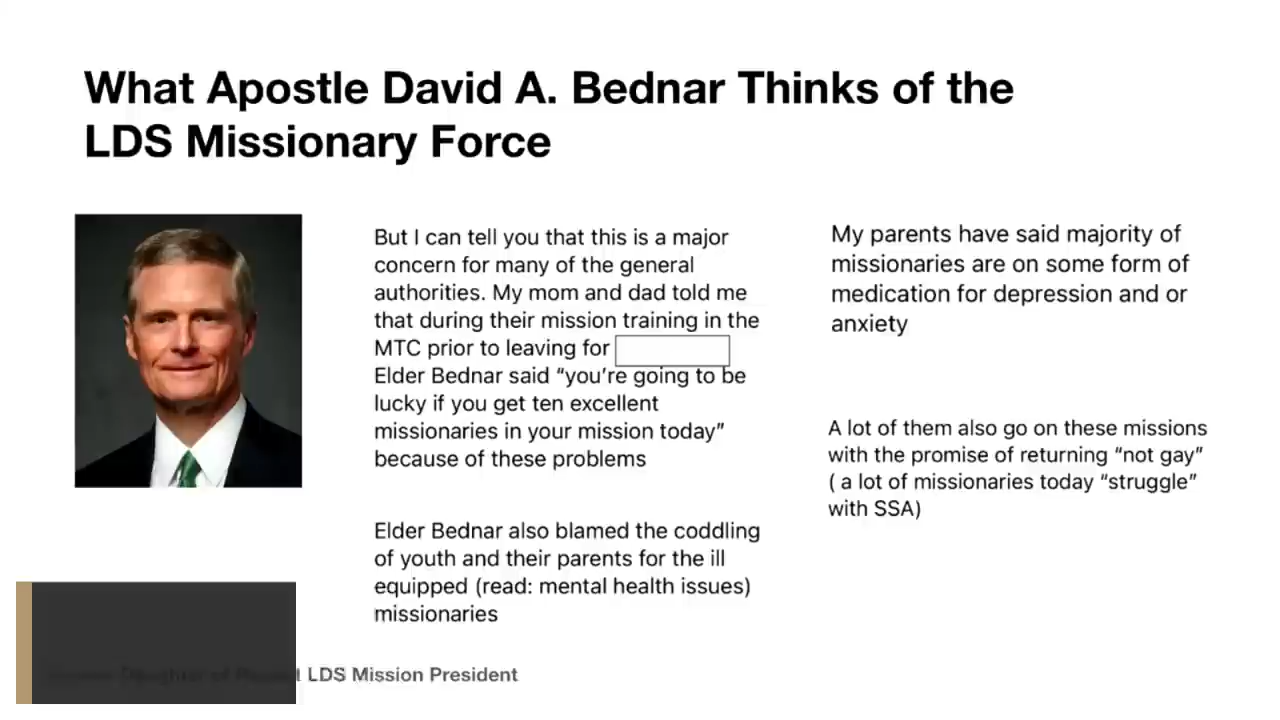 What Apostle David A. Bednar Thinks of the
LDS Missionary Force
But I can tell you that this is a major
concern for many of the general
authorities. My mom and dad told me
that during their mission training in the
MTC prior to leaving for
Elder Bednar said “you’re going to be
lucky if you get ten excellent
missionaries in your mission today”
because of these problems
Elder Bednar also blamed the coddling
of youth and their parents for the ill
equipped (read: mental health issues)
missionaries
My parents have said majority of
missionaries are on some form of
medication for depression and or
anxiety
A lot of them also go on these missions
with the promise of returning “not gay”
( a lot of missionaries today “struggle”
with SSA)
Daughter of LDS Mission President